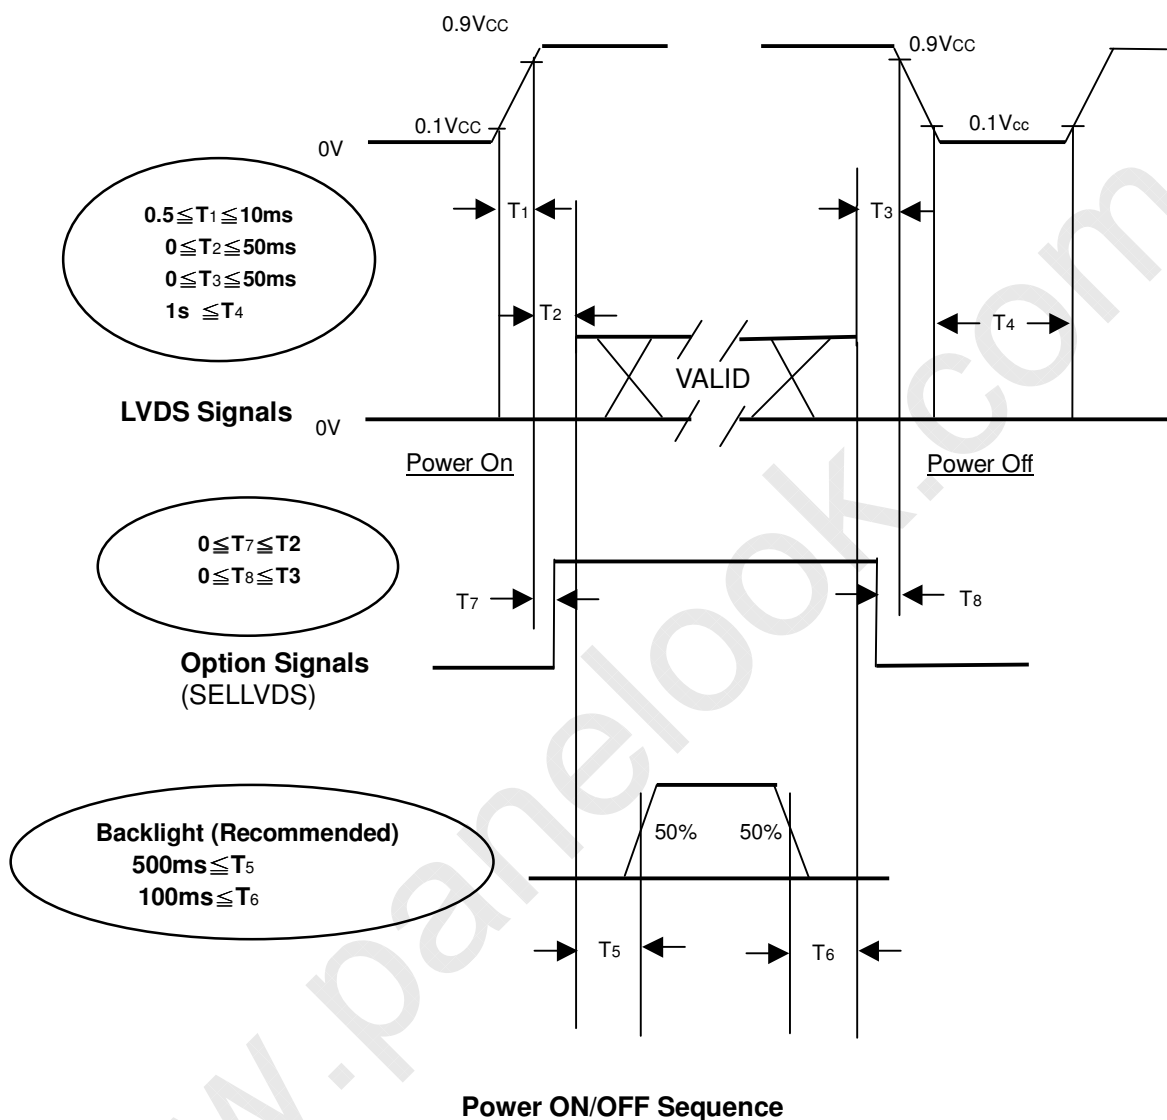 0.9Vcc
0.9Vcc
0.1Vcc
0.1Vcc
0V
0.5≦T1≦10ms
0≦T2≦50ms
0≦T3≦50ms
1s ≦T4
T1
T3
T2
T4
VALID
LVDS Signals
0V
Power On
Power Off
0≦T7≦T2
0≦T8≦T3
T7
T8
Option Signals
(SELLVDS)
Backlight (Recommended)
500ms≦T5
100ms≦T6
50%
50%
T5
T6
Power ON/OFF Sequence
w.panelook.com